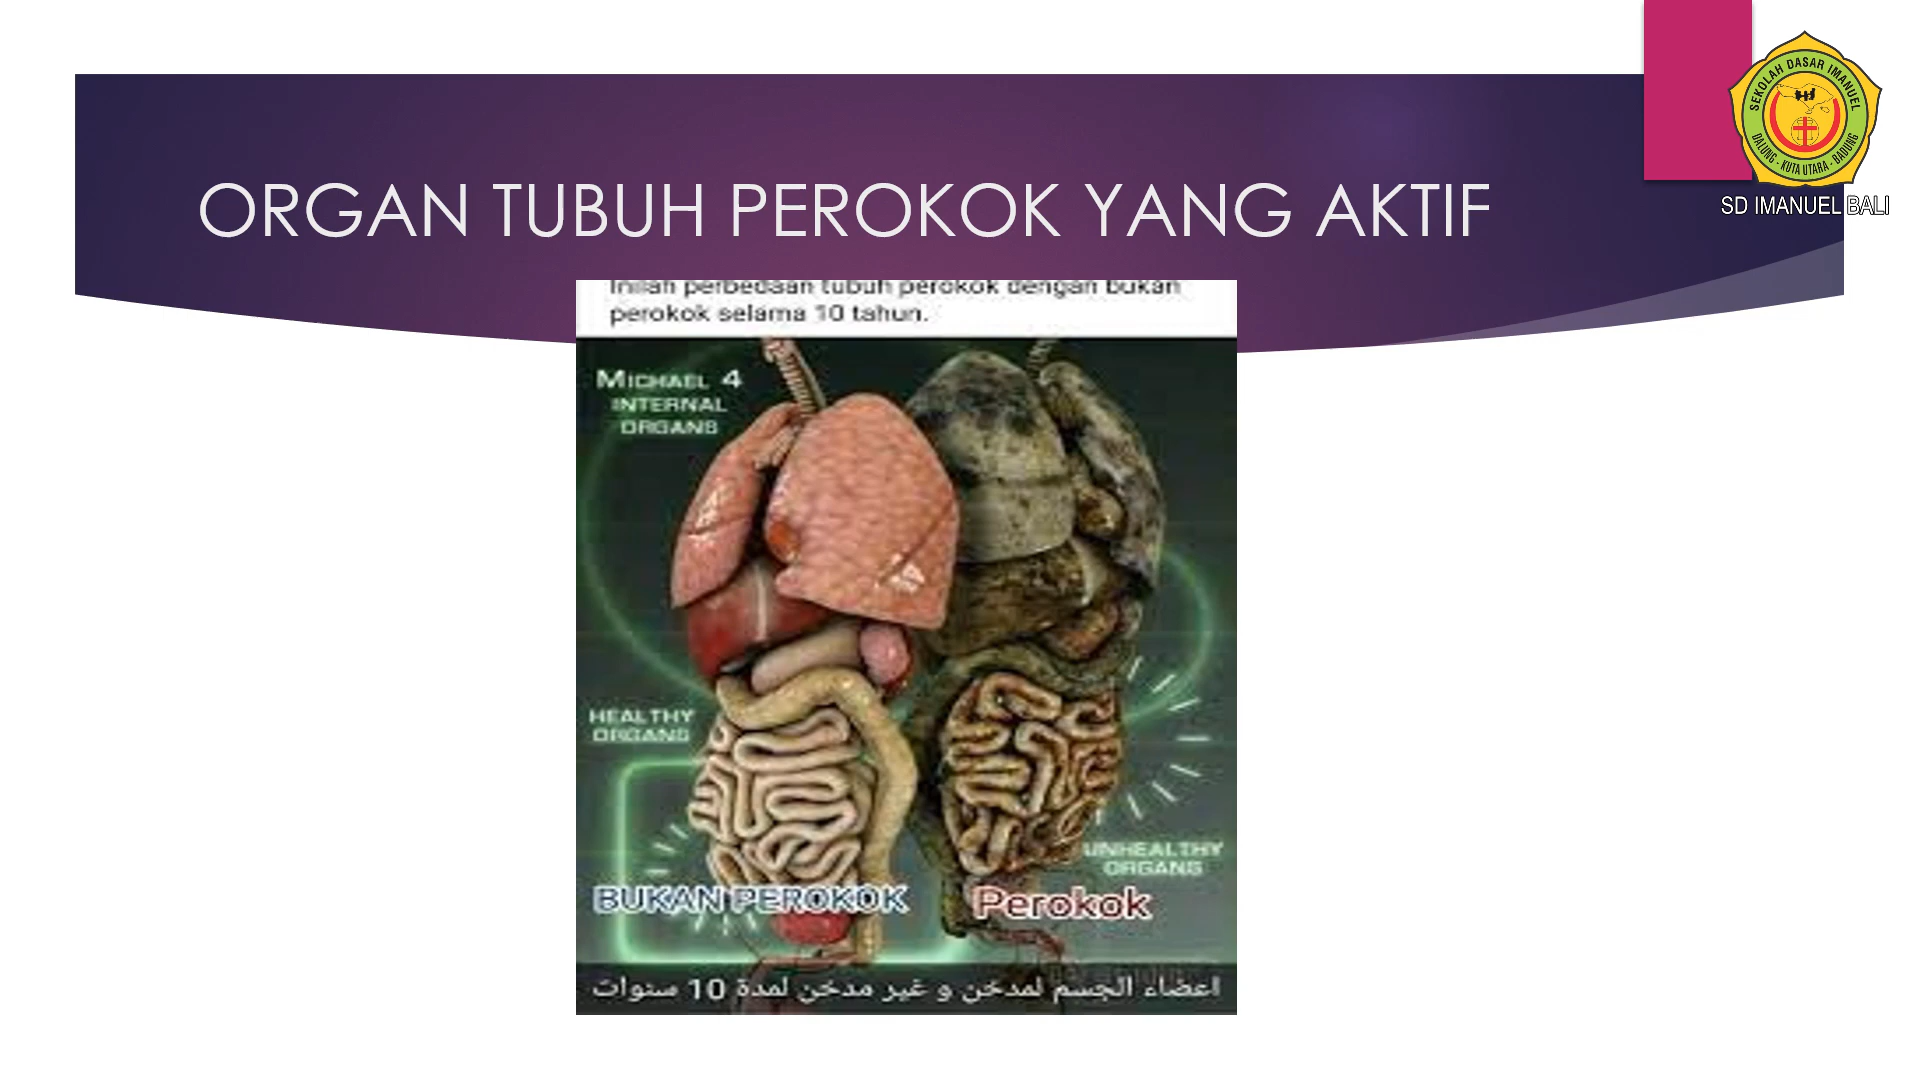 SEKOLAH DASAR IMANUEL
DALUNG - KUTA UTARA - BADUNG
SD IMANUEL BALI
ORGAN TUBUH PEROKOK YANG AKTIF
Inilah perbedaan tubuh perokok dengan bukan
perokok selama 10 tahun.
MICHAEL 4
INTERNAL
ORGANS
HEALTHY
ORGANS
UNHEALTHY
ORGANS
BUKAN PEROKOK
Perokok
اعضاء الجسم لمدخن و غير مدخن لمدة 10 سنوات